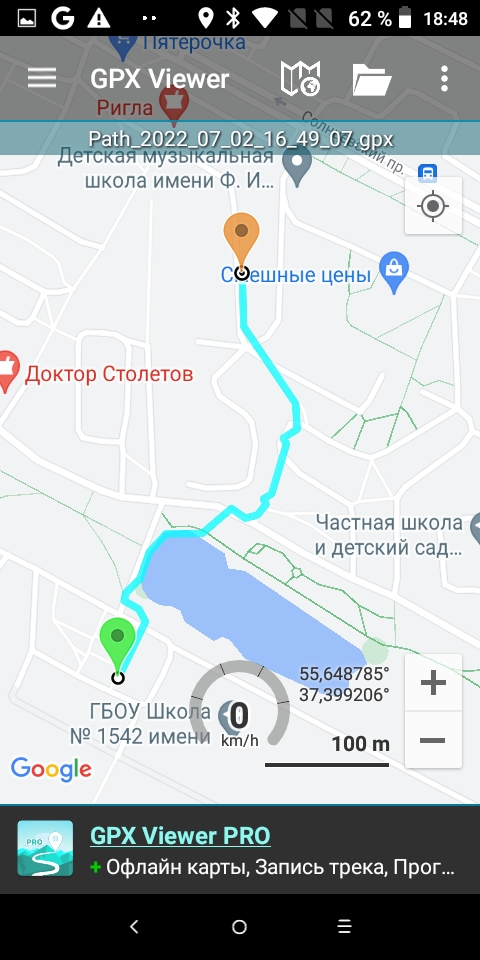 62 % 18:48
Пятерочка
GPX Viewer
Ригла
Солнцевский пр.
Path_2022_07_02_16_49_07.gpx
Детская музыкальная
школа имени Ф. И...
Смешные цены
Доктор Столетов
Частная школа
и детский сад...
55,648785°
37,399206°
ГБОУ Школа
№ 1542 имени
0
km/h
100 m
Google
PRO
GPX Viewer PRO
+ Офлайн карты, Запись трека, Прог...